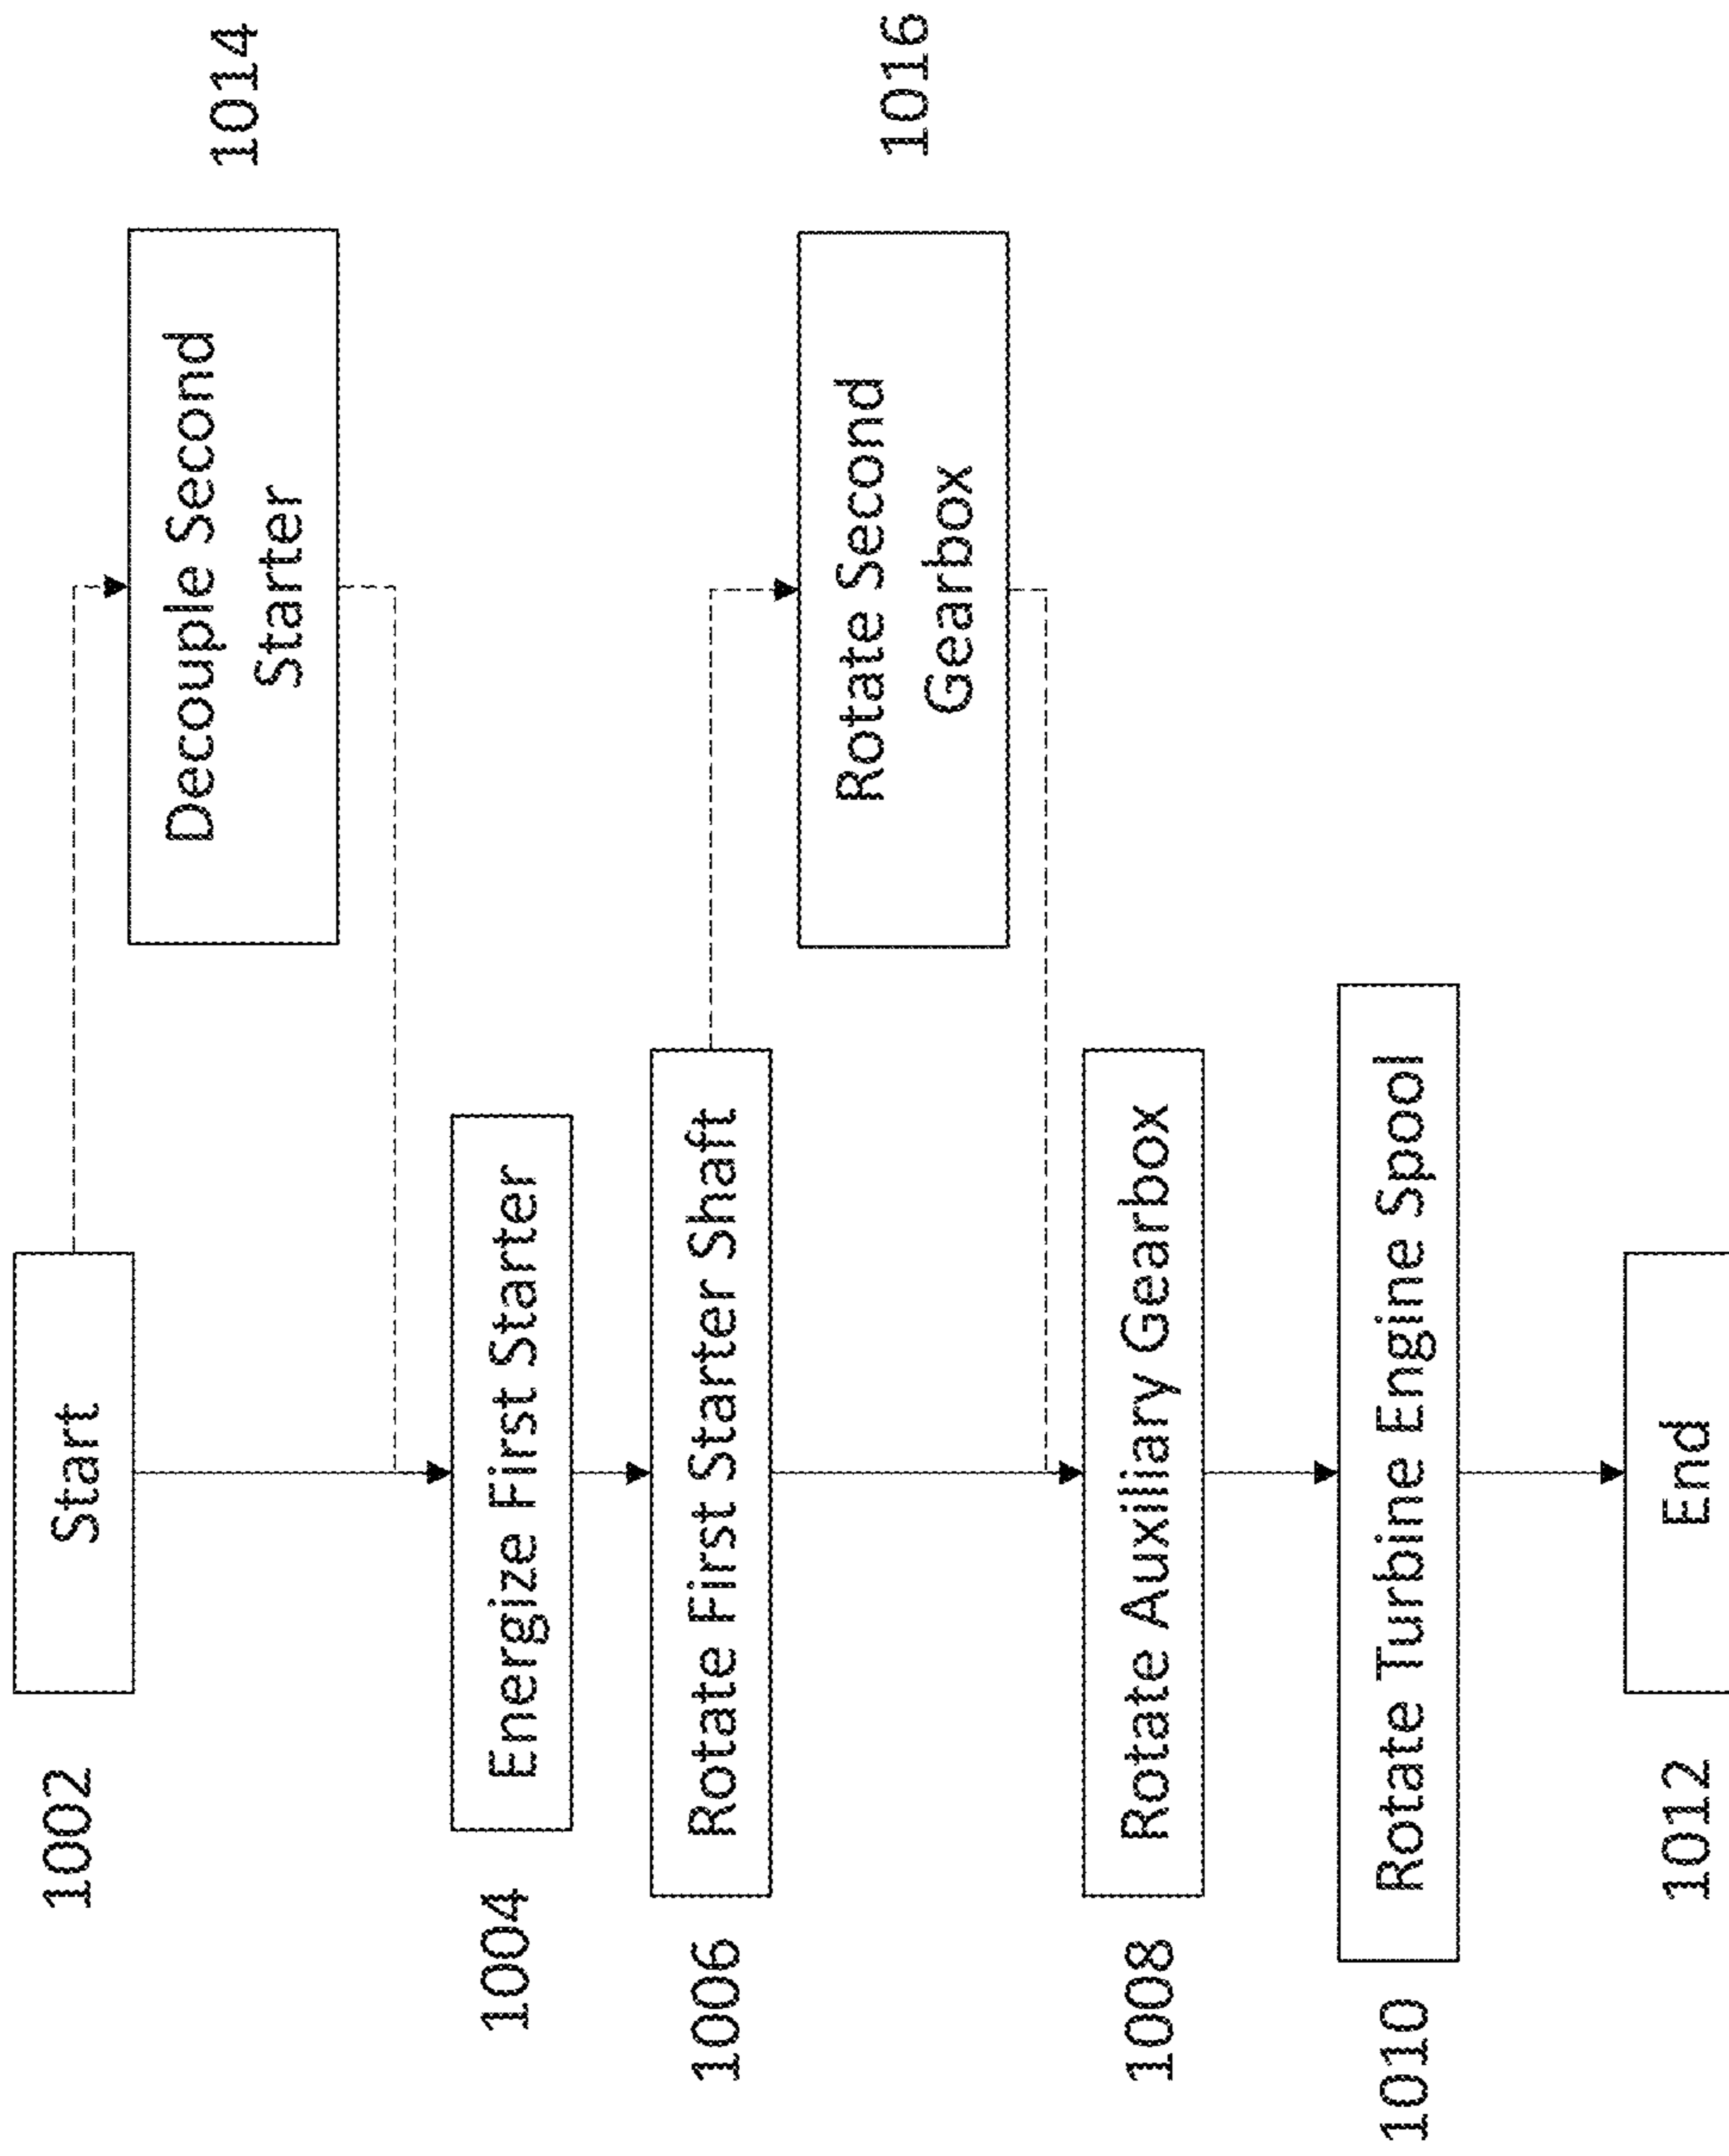 1002
Start
Decouple Second
Starter
1014
1004
Energize First Starter
1006
Rotate First Starter Shaft
Rotate Second
Gearbox
1016
1008
Rotate Auxiliary Gearbox
1010
Rotate Turbine Engine Spool
1012
End